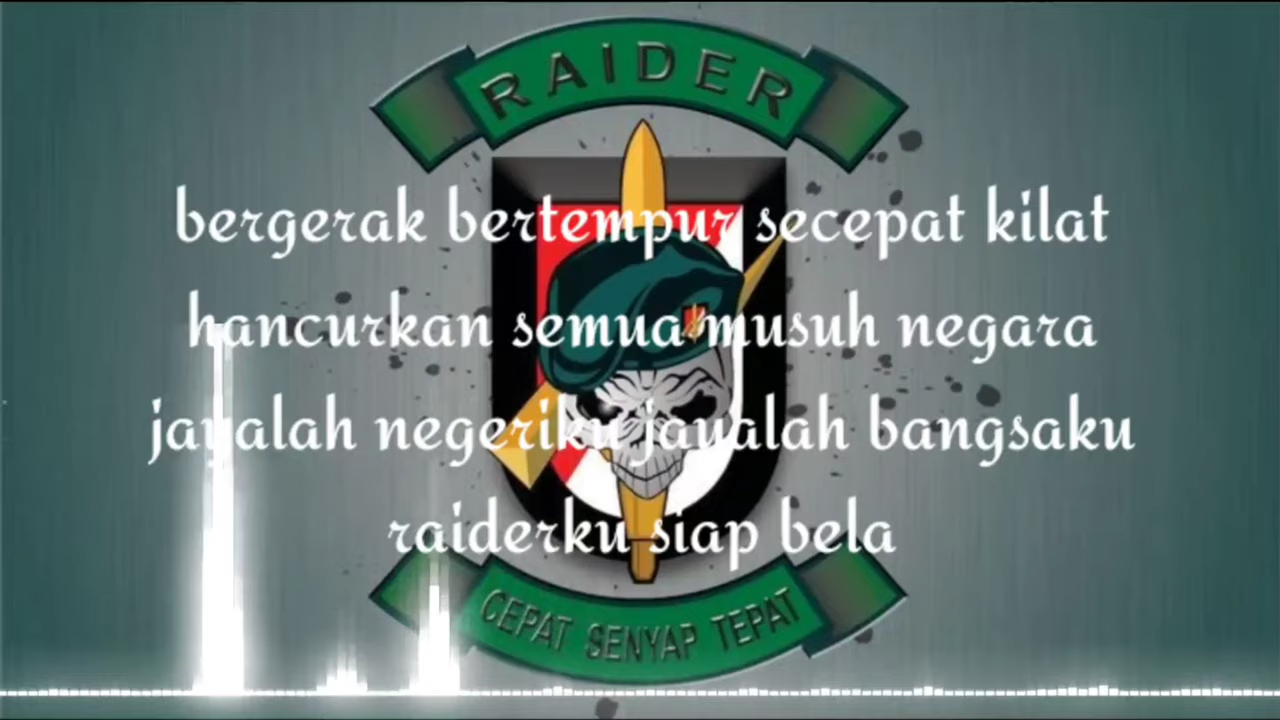 RAIDER
bergerak bertempur secepat kilat
hancurkan semua musuh negara
jayalah negeriku jayalah bangsaku
raiderku siap bela
CEPAT SENYAP TEPAT